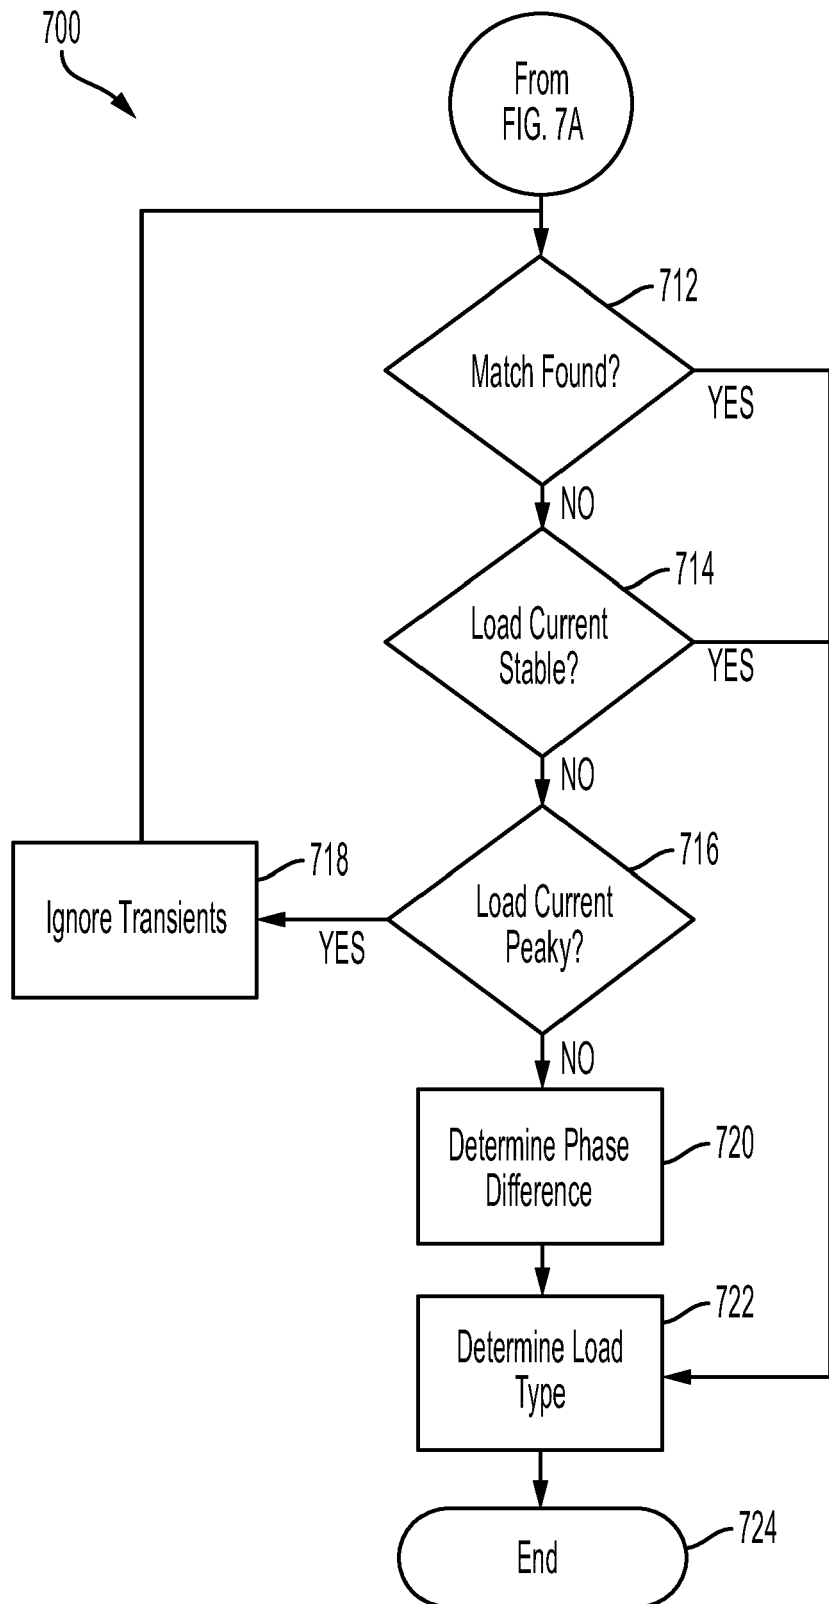 700
From
FIG. 7A
712
Match Found?
YES
NO
714
Load Current
Stable?
YES
NO
716
Load Current
Peaky?
YES
718
Ignore Transients
NO
Determine Phase
Difference
720
722
Determine Load
Type
724
End